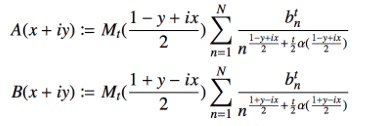 A(x + iy) := M_t(\frac{1 - y + ix}{2}) \sum_{n=1}^{N} \frac{b_n^t}{n^{\frac{1-y+ix}{2} + \frac{t}{2}\alpha(\frac{1-y+ix}{2})}}
B(x + iy) := M_t(\frac{1 + y - ix}{2}) \sum_{n=1}^{N} \frac{b_n^t}{n^{\frac{1+y-ix}{2} + \frac{t}{2}\alpha(\frac{1+y-ix}{2})}}